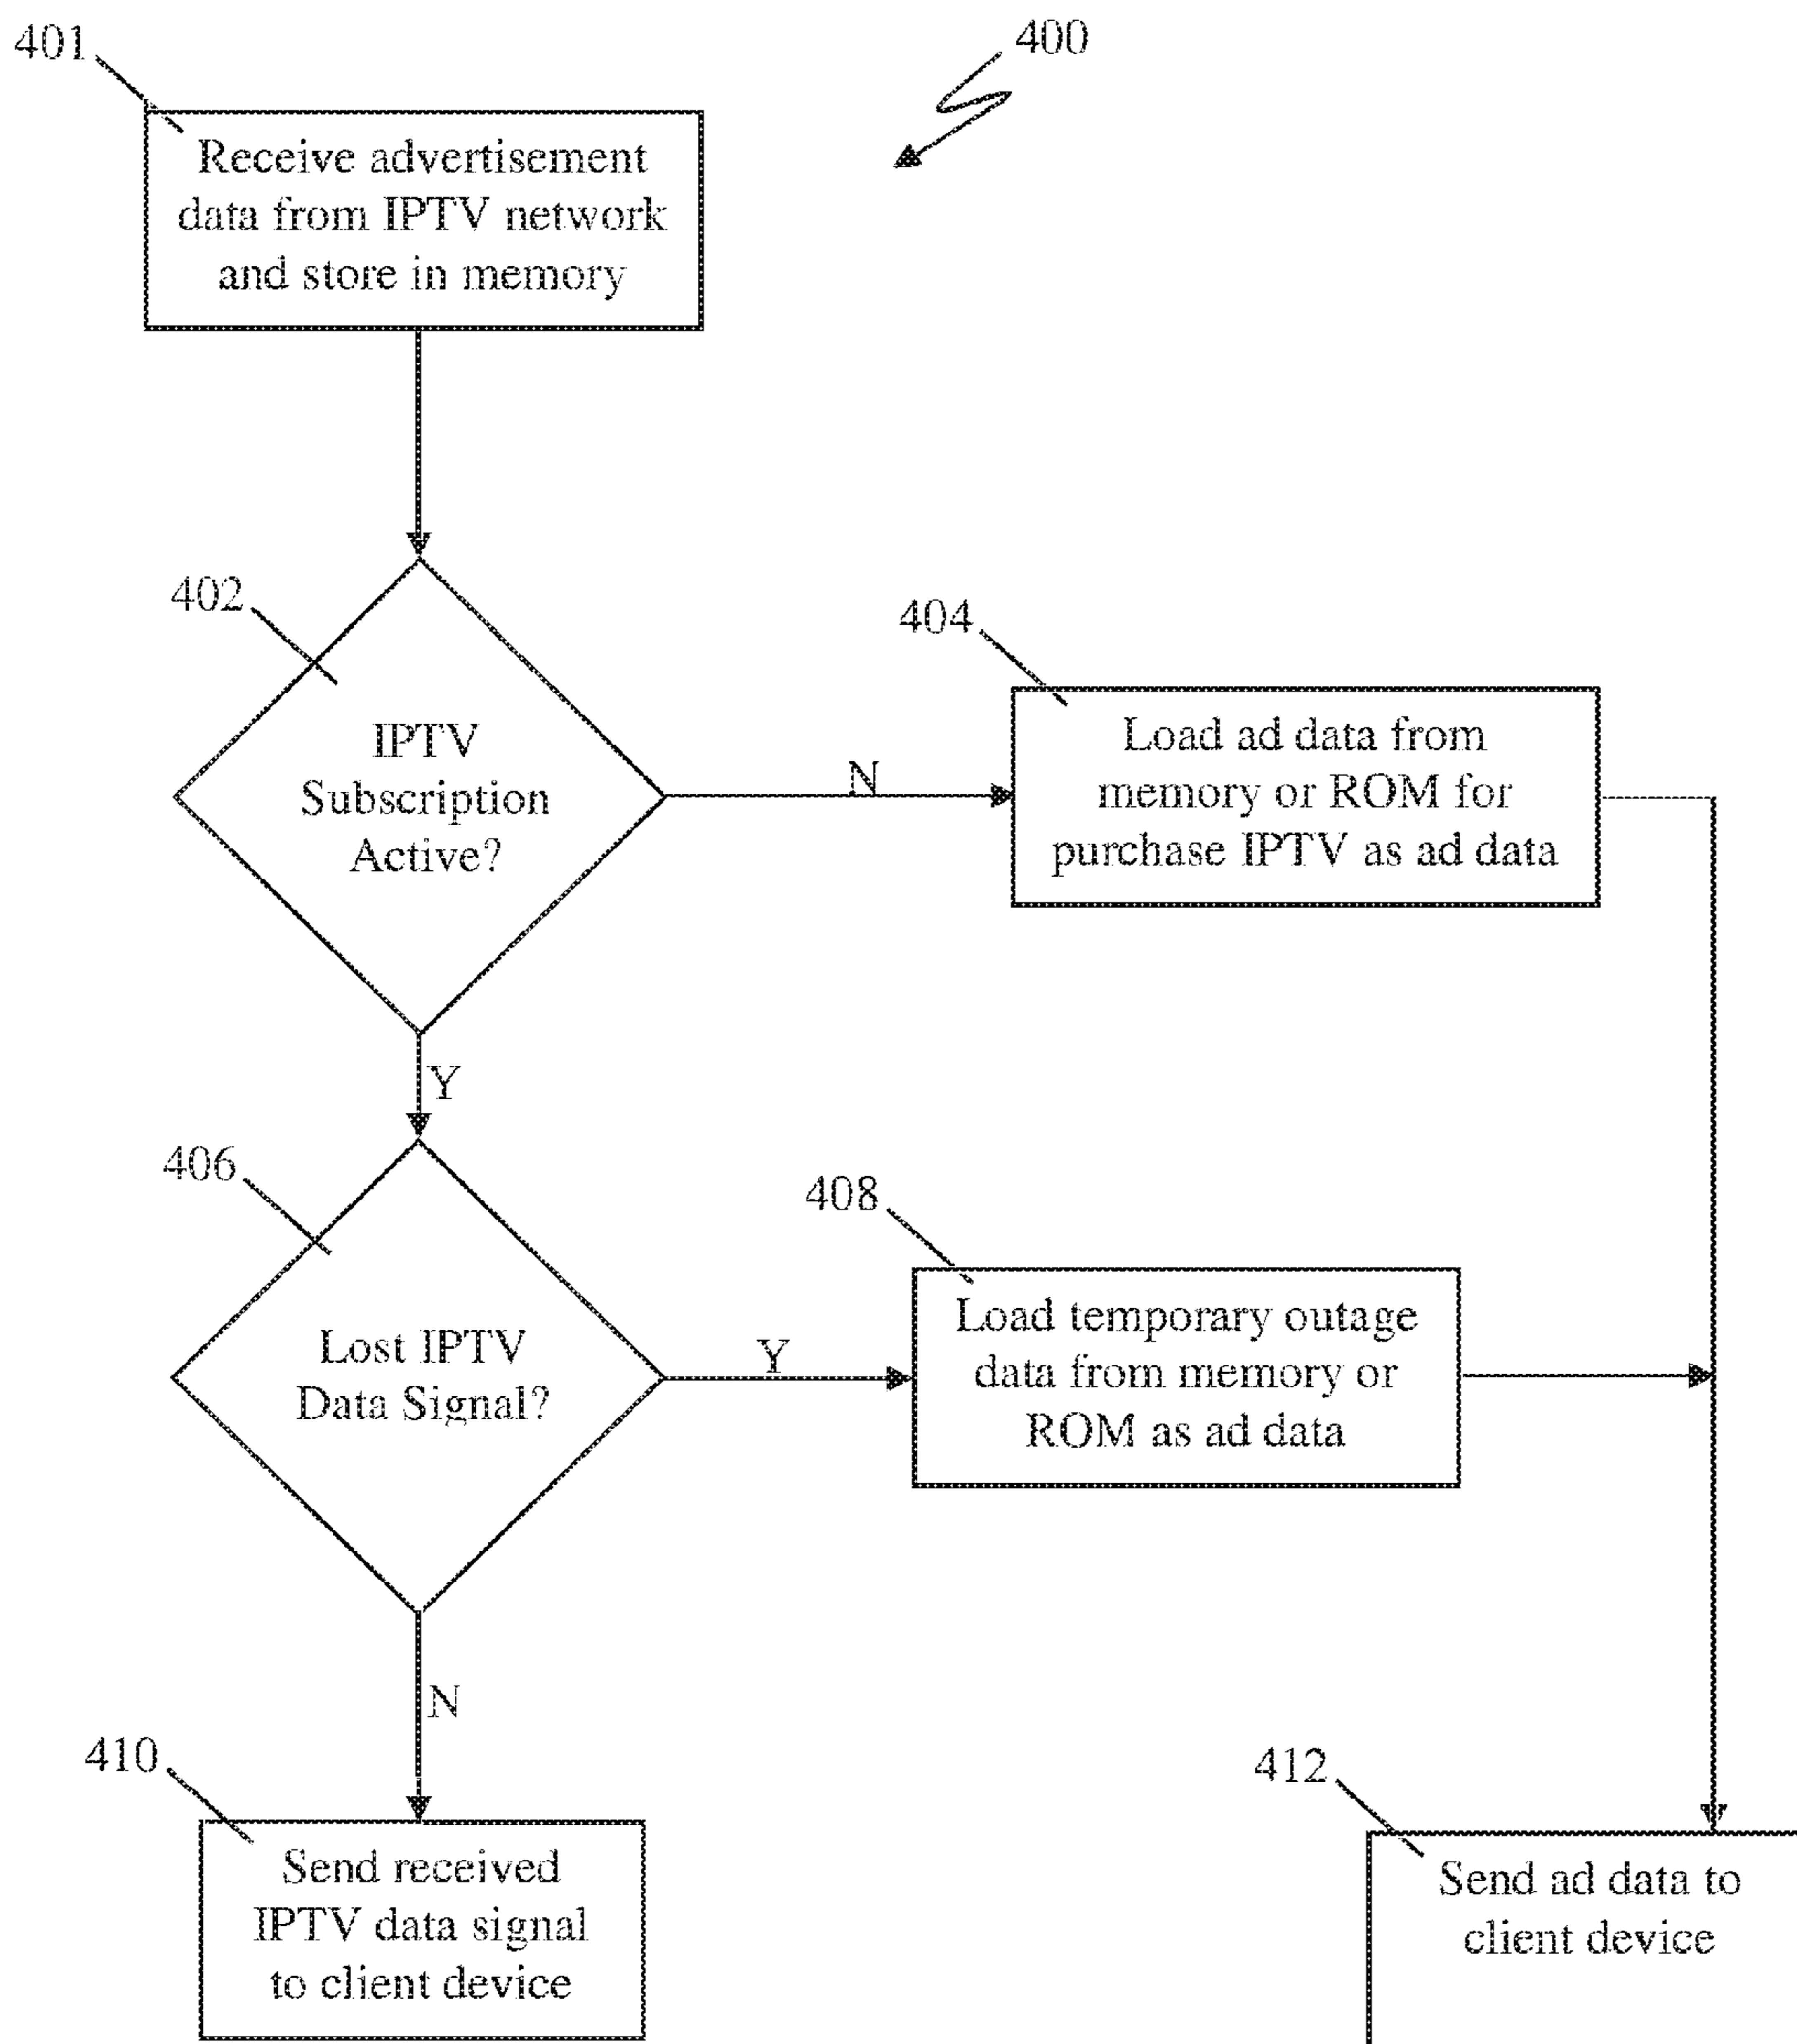 401
400
Receive advertisement
data from IPTV network
and store in memory
402
IPTV
Subscription
Active?
N
404
Load ad data from
memory or ROM for
purchase IPTV as ad data
Y
406
Lost IPTV
Data Signal?
Y
408
Load temporary outage
data from memory or
ROM as ad data
N
410
Send received
IPTV data signal
to client device
412
Send ad data to
client device